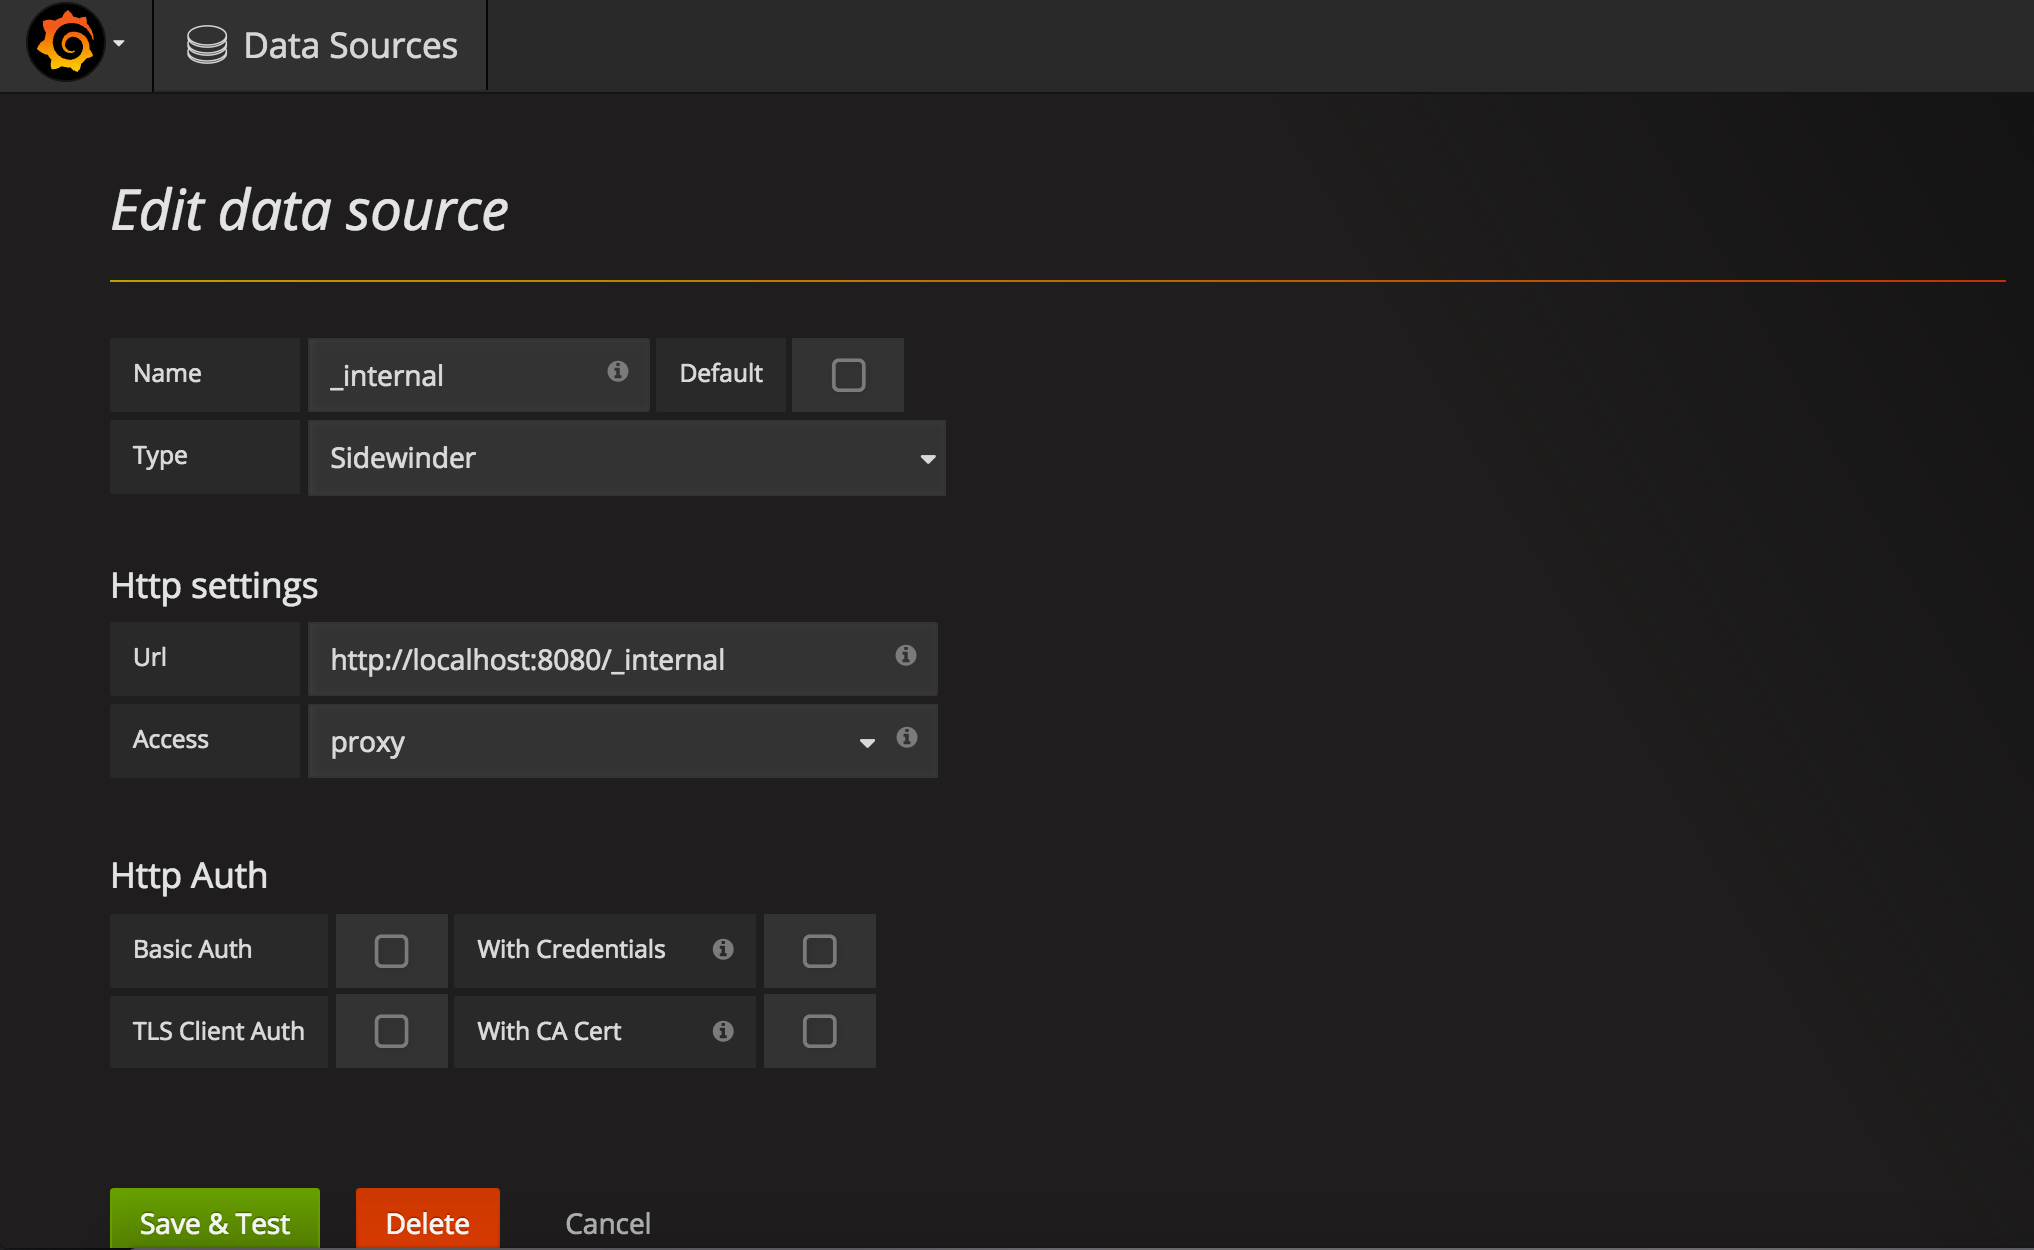 Data Sources
Edit data source
Name _internal Default
Type Sidewinder
Http settings
Url http://localhost:8080/_internal
Access proxy
Http Auth
Basic Auth With Credentials
TLS Client Auth With CA Cert
Save & Test Delete Cancel